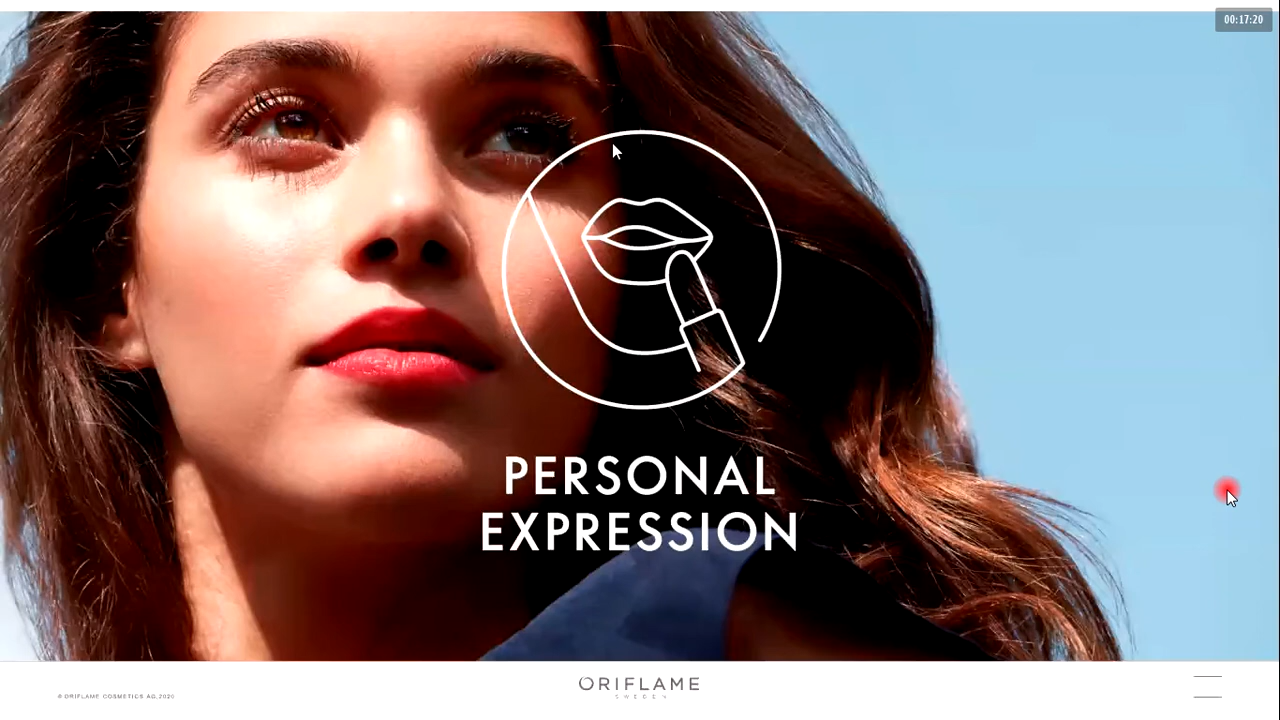 00:17:20
PERSONAL
EXPRESSION
© ORIFLAME COSMETICS AG, 2020
ORIFLAME
SWEDEN